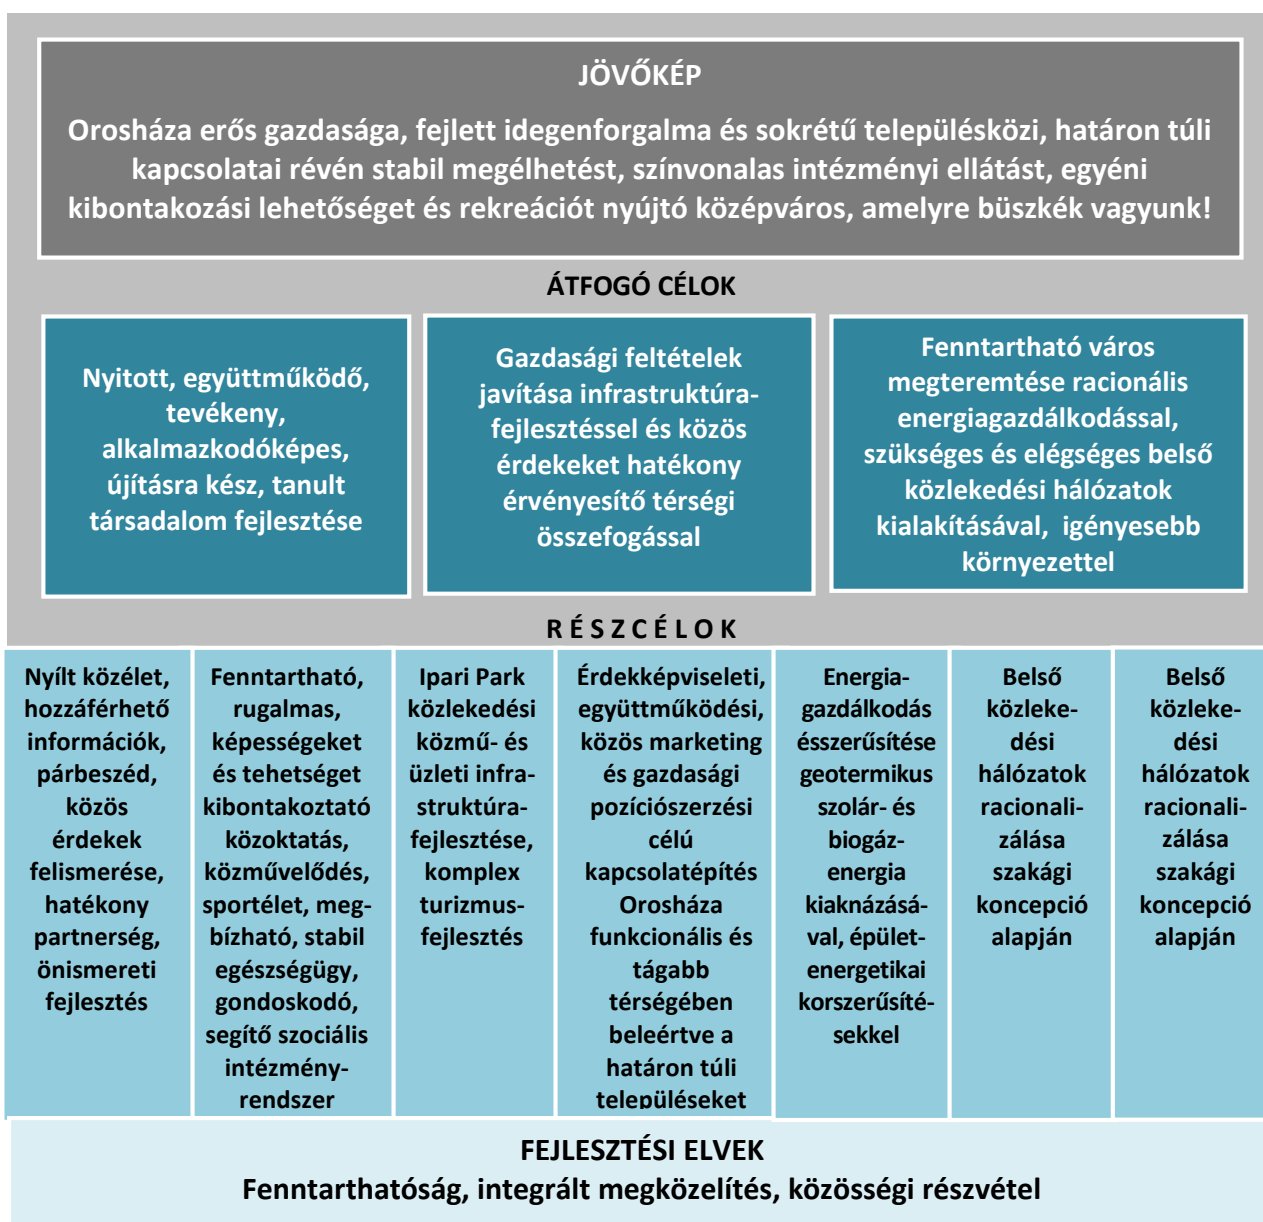 JÖVŐKÉP
Orosháza erős gazdasága, fejlett idegenforgalma és sokrétű településközi, határon túli
kapcsolatai révén stabil megélhetést, színvonalas intézményi ellátást, egyéni
kibontakozási lehetőséget és rekreációt nyújtó középváros, amelyre büszkék vagyunk!
ÁTFOGÓ CÉLOK
Nyitott, együttműködő,
tevékeny,
alkalmazkodóképes,
újításra kész, tanult
társadalom fejlesztése
Gazdasági feltételek
javítása infrastruktúra-
fejlesztéssel és közös
érdekeket hatékony
érvényesítő térségi
összefogással
Fenntartható város
megteremtése racionális
energiagazdálkodással,
szükséges és elégséges belső
közlekedési hálózatok
kialakításával, igényesebb
környezettel
RÉSZCÉLOK
Nyílt közélet,
hozzáférhető
információk,
párbeszéd,
közös
érdekek
felismerése,
hatékony
partnerség,
önismereti
fejlesztés
Fenntartható,
rugalmas,
képességeket
és tehetséget
kibontakoztató
közoktatás,
közművelődés,
sportélet, meg-
bízható, stabil
egészségügy,
gondoskodó,
segítő szociális
intézmény-
rendszer
Ipari Park
közlekedési
közmű- és
üzleti infra-
struktúra-
fejlesztése,
komplex
turizmus-
fejlesztés
Érdekképviseleti,
együttműködési,
közös marketing
és gazdasági
pozíciószerzési
célú
kapcsolatépítés
Orosháza
funkcionális és
tágabb
térségében
beleértve a
határon túli
településeket
Energia-
gazdálkodás
ésszerűsítése
geotermikus
szolár- és
biogáz-
energia
kiaknázásá-
val, épület-
energetikai
korszerűsíté-
sekkel
Belső
közleke-
dési
hálózatok
racionali-
zálása
szakági
koncepció
alapján
Belső
közleke-
dési
hálózatok
racionali-
zálása
szakági
koncepció
alapján
FEJLESZTÉSI ELVEK
Fenntarthatóság, integrált megközelítés, közösségi részvétel